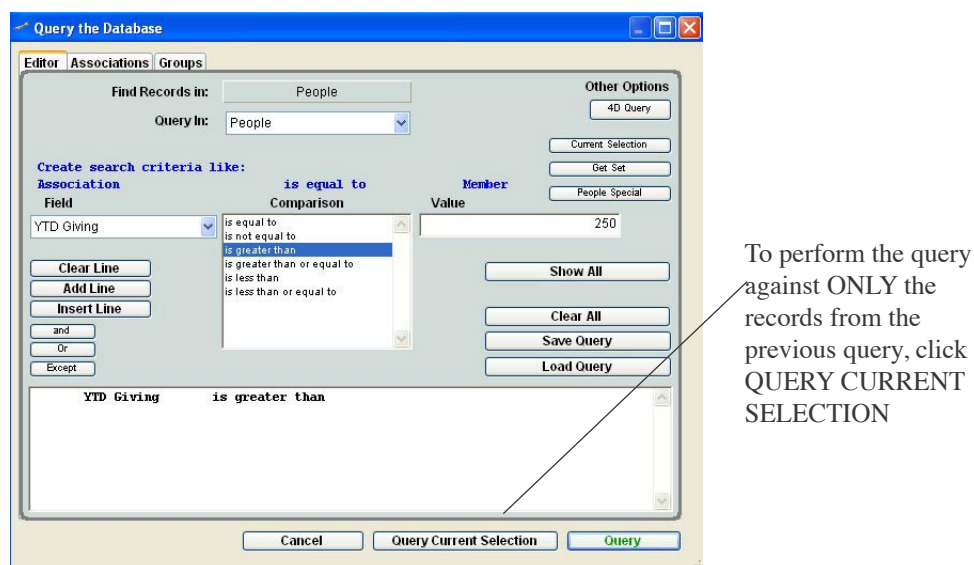 Query the Database
Editor Associations Groups
Find Records in: People
Other Options
4D Query
Query In: People
Current Selection
Create search criteria like:
Get Set
Association is equal to Member
People Special
Field Comparison Value
YTD Giving
is equal to
is not equal to
is greater than
is greater than or equal to
is less than
is less than or equal to
250
Clear Line
Add Line
Insert Line
and
Or
Except
Show All
Clear All
Save Query
Load Query
YTD Giving is greater than
Cancel Query Current Selection Query
To perform the query
against ONLY the
records from the
previous query, click
QUERY CURRENT
SELECTION